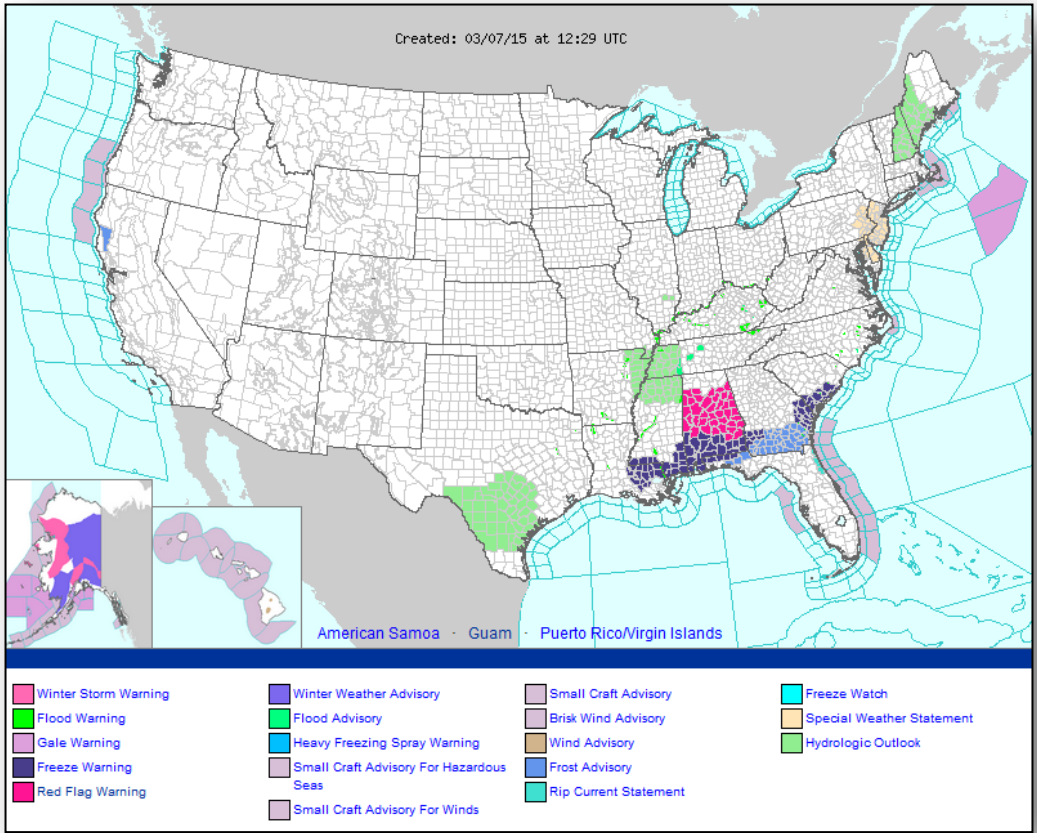 Created: 03/07/15 at 12:29 UTC
American Samoa · Guam · Puerto Rico/Virgin Islands
Winter Storm Warning
Flood Warning
Gale Warning
Freeze Warning
Red Flag Warning
Winter Weather Advisory
Flood Advisory
Heavy Freezing Spray Warning
Small Craft Advisory For Hazardous
Seas
Small Craft Advisory For Winds
Small Craft Advisory
Brisk Wind Advisory
Wind Advisory
Frost Advisory
Rip Current Statement
Freeze Watch
Special Weather Statement
Hydrologic Outlook